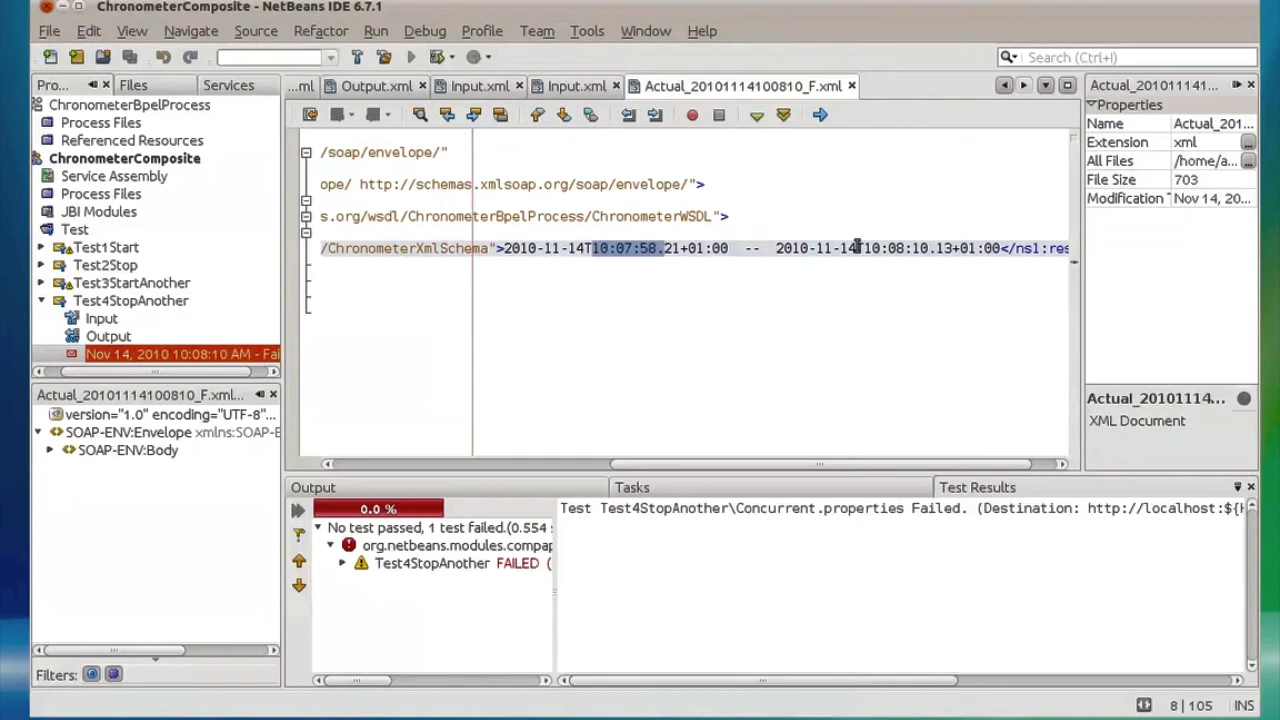 ChronometerComposite - NetBeans IDE 6.7.1
File Edit View Navigate Source Refactor Run Debug Profile Team Tools Window Help
Search (Ctrl+I)
Pro... Files Services
...ml Output.xml Input.xml Input.xml Actual_20101114100810_F.xml
Actual_201011141...
ChronometerBpelProcess
Process Files
Referenced Resources
ChronometerComposite
Service Assembly
Process Files
JBI Modules
Test
Test1Start
Test2Stop
Test3StartAnother
Test4StopAnother
Input
Output
Nov 14, 2010 10:08:10 AM - Fai
/soap/envelope/"
ope/ http://schemas.xmlsoap.org/soap/envelope/">
s.org/wsdl/ChronometerBpelProcess/ChronometerWSDL">
/ChronometerXmlSchema">2010-11-14T10:07:58.21+01:00 -- 2010-11-14T10:08:10.13+01:00</ns1:res
Properties
Name Actual_201...
Extension xml ...
All Files /home/a... ...
File Size 703
Modification Nov 14, 20...
Actual_20101114...
XML Document
Actual_20101114100810_F.xml...
version="1.0" encoding="UTF-8"...
SOAP-ENV:Envelope xmlns:SOAP-E
SOAP-ENV:Body
Filters:
Output Tasks Test Results
0.0 %
No test passed, 1 test failed.(0.554 s
org.netbeans.modules.compap
Test4StopAnother FAILED (
Test Test4StopAnother\Concurrent.properties Failed. (Destination: http://localhost:${H
8 | 105 INS